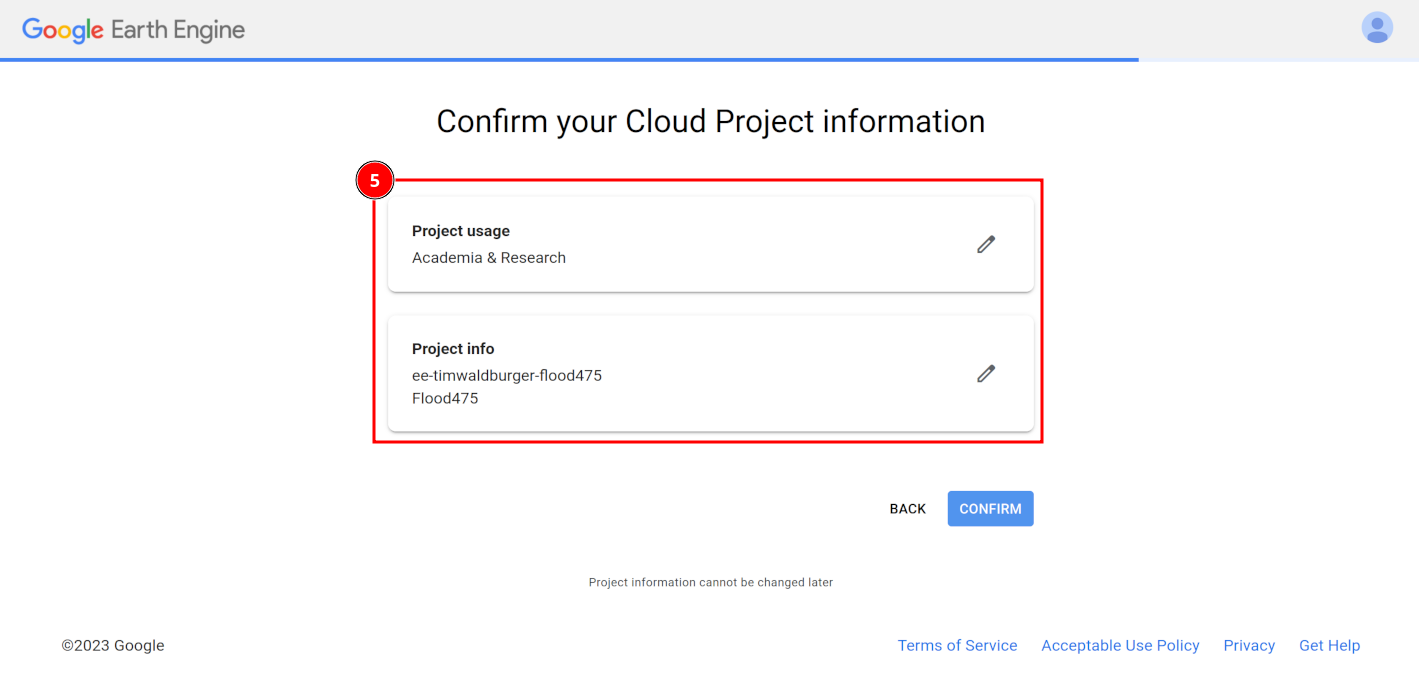 Google Earth Engine
Confirm your Cloud Project information
5
Project usage
Academia & Research
Project info
ee-timwaldburger-flood475
Flood475
BACK CONFIRM
Project information cannot be changed later
©2023 Google Terms of Service Acceptable Use Policy Privacy Get Help